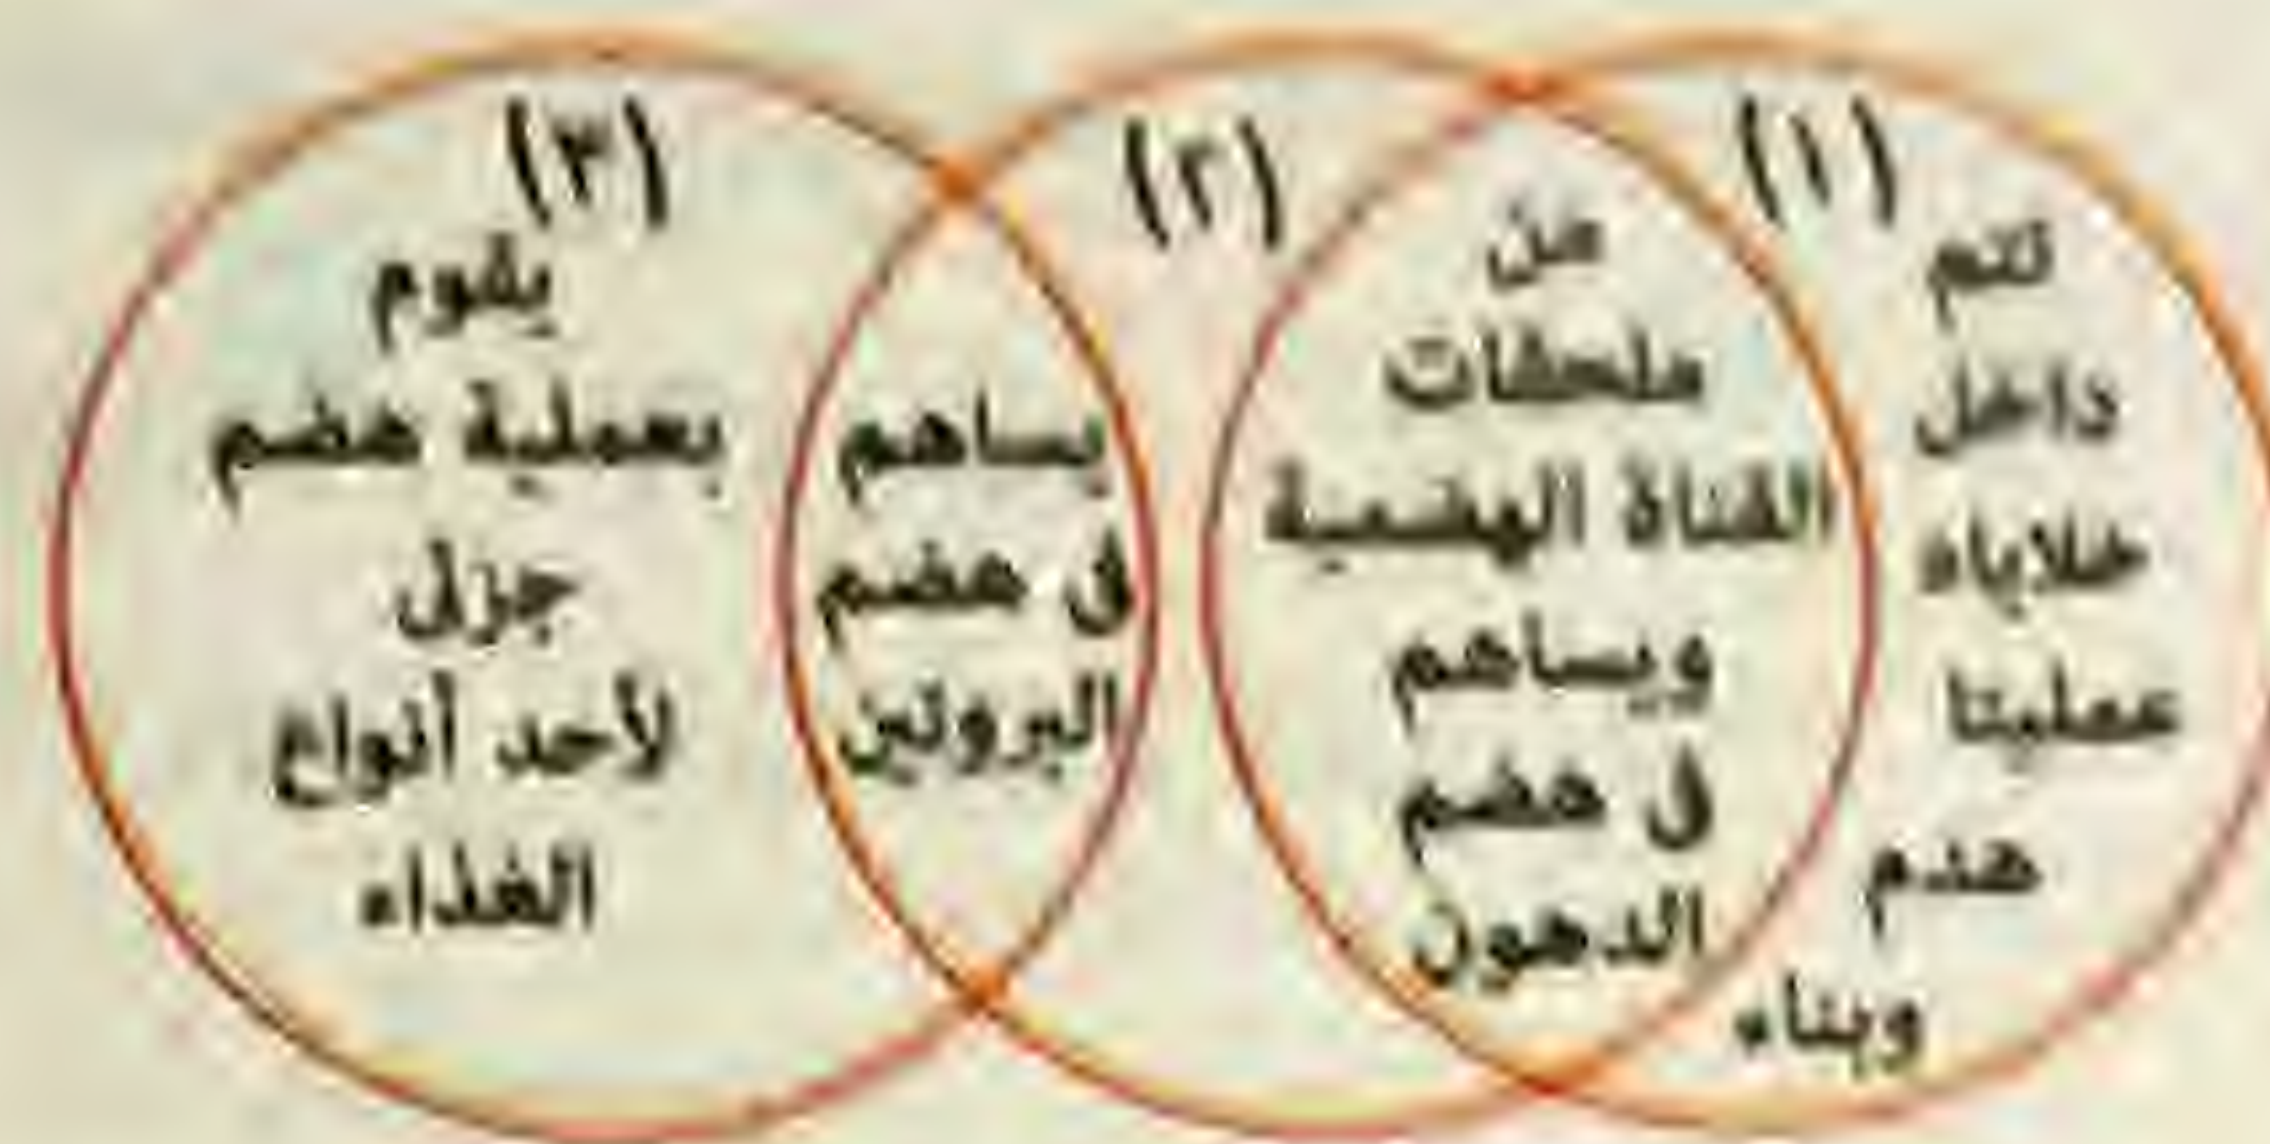 (١)
تتم
داخل
خلاياه
عمليتا
هدم
وبناء
من
ملحقات
القناة الهضمية
ويساهم
فى هضم
الدهون
(٢)
يساهم
فى هضم
البروتين
(٣)
يقوم
بعملية هضم
جزئى
لأحد أنواع
الغذاء